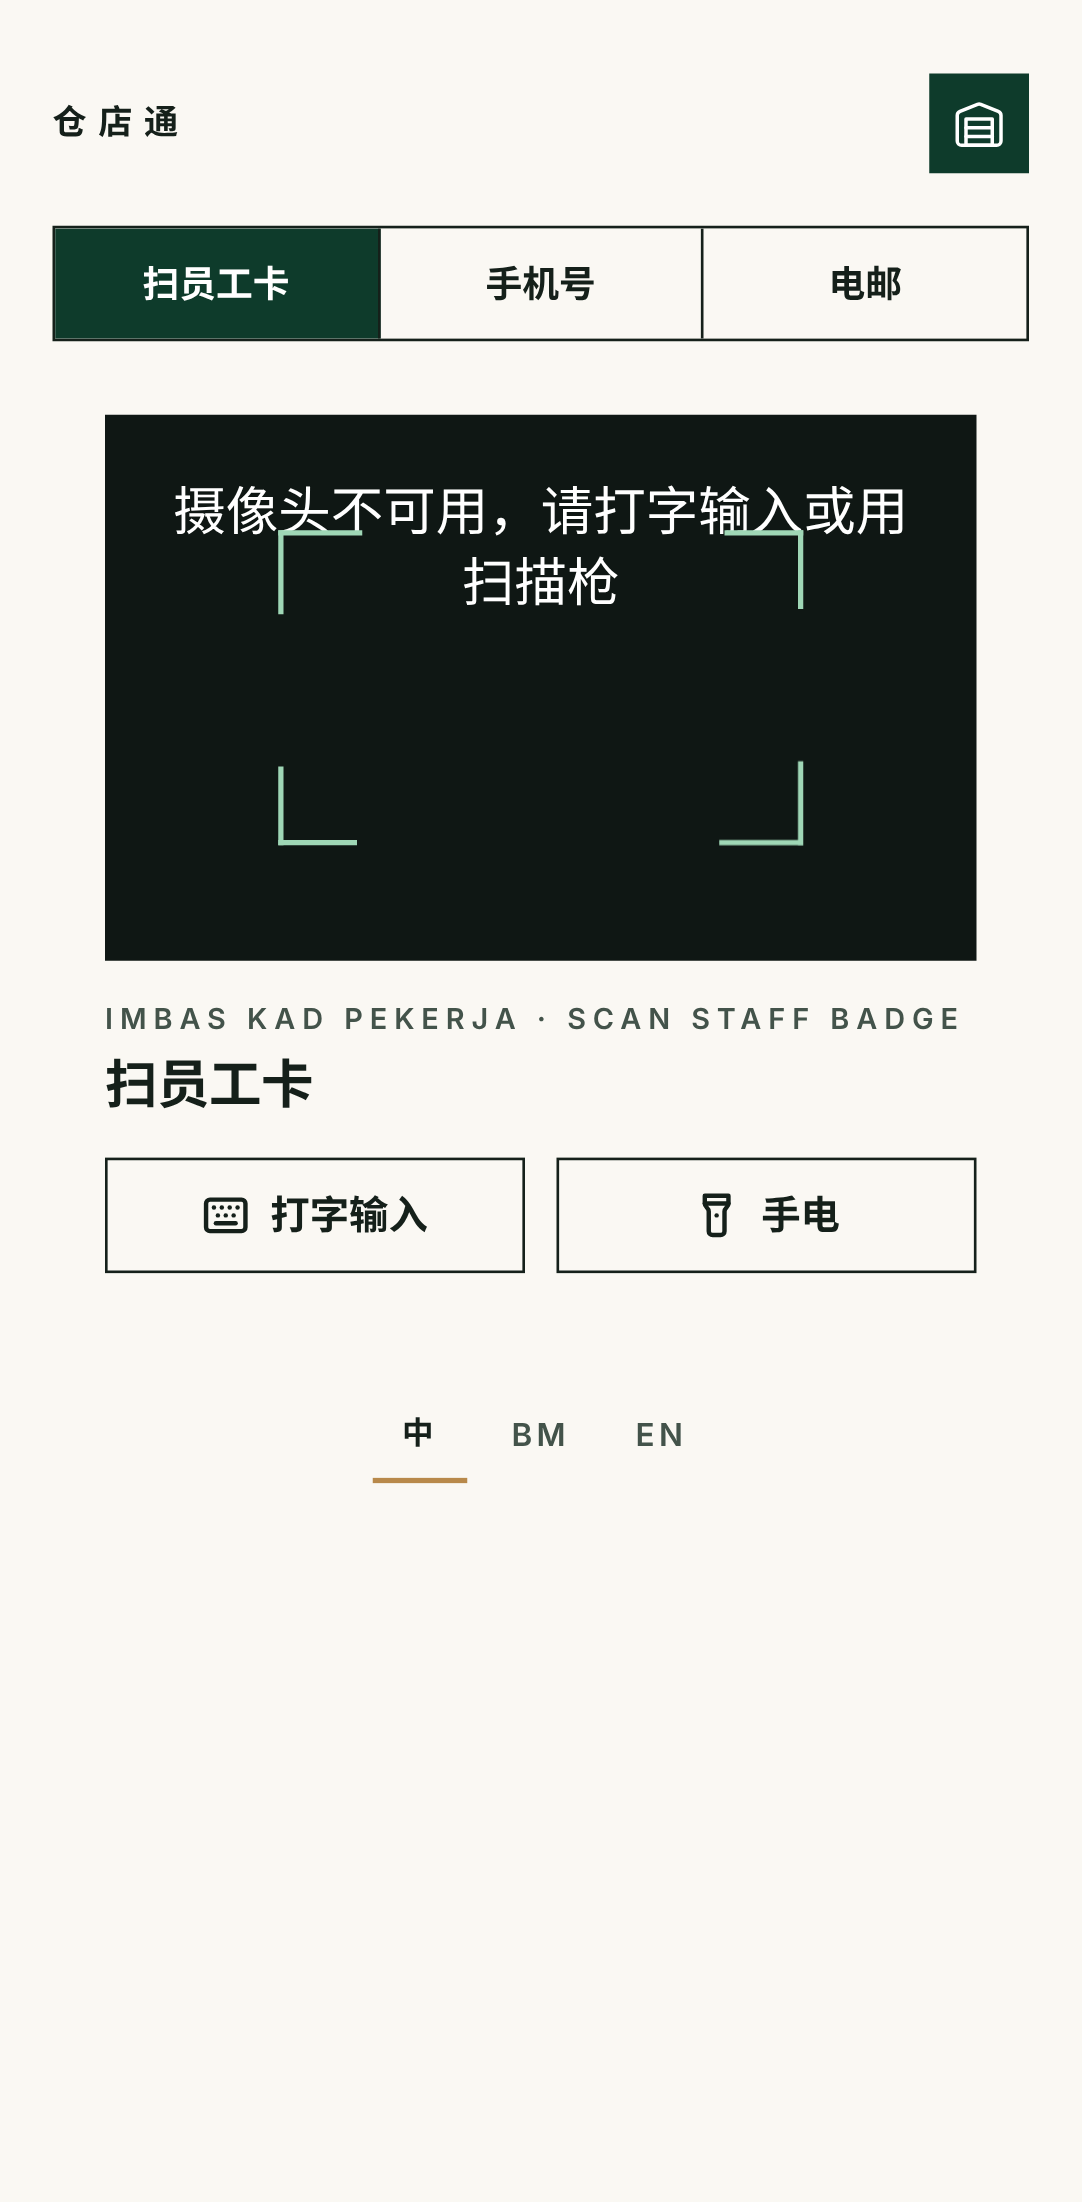 仓店通
扫员工卡
手机号
电邮
摄像头不可用，请打字输入或用
扫描枪
IMBAS KAD PEKERJA · SCAN STAFF BADGE
扫员工卡
打字输入
手电
中
BM
EN